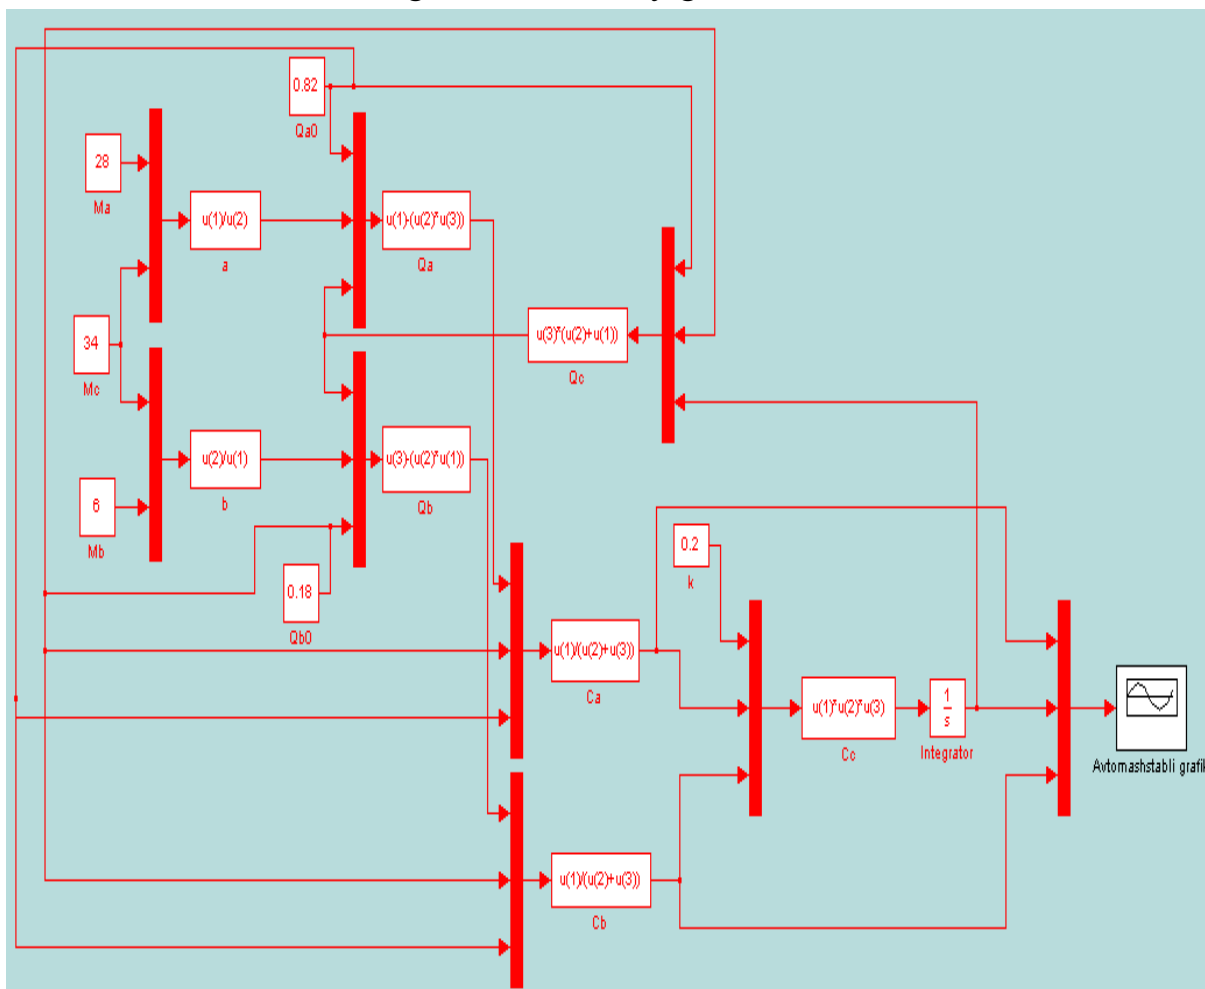 0.82
Qa0
28
Ma
u(1)/u(2)
a
u(1)-(u(2)*u(3))
Qa
34
Mc
u(3)*(u(2)+u(1))
Qc
u(2)/u(1)
b
u(3)-(u(2)*u(1))
Qb
6
Mb
0.2
k
0.18
Qb0
u(1)/(u(2)+u(3))
Ca
u(1)*u(2)*u(3)
Cc
1
s
Integrator
Avtomashstabli grafik
u(1)/(u(2)+u(3))
Cb